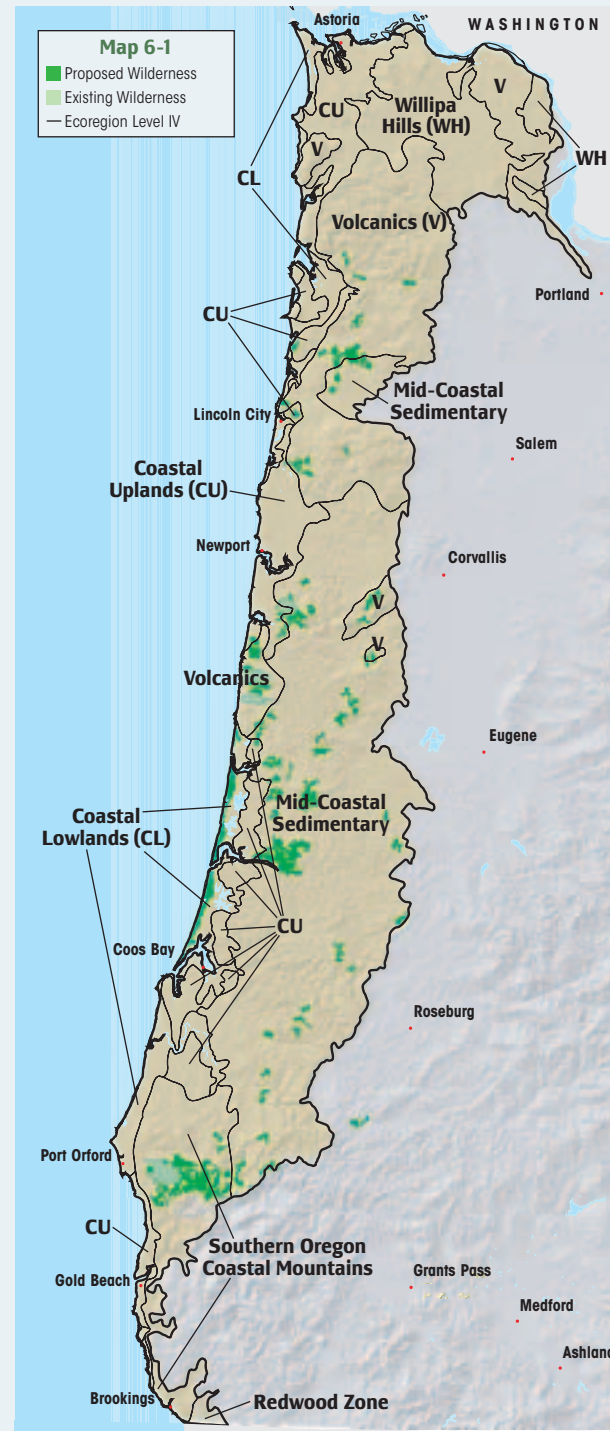 Astoria
WASHINGTON
Map 6-1
Proposed Wilderness
Existing Wilderness
Ecoregion Level IV
V
CU
Willipa
Hills (WH)
V
WH
CL
Volcanics (V)
Portland
CU
Mid-Coastal
Sedimentary
Lincoln City
Salem
Coastal
Uplands (CU)
Newport
Corvallis
V
V
Volcanics
Eugene
Coastal
Lowlands (CL)
Mid-Coastal
Sedimentary
CU
Coos Bay
Roseburg
Port Orford
CU
Southern Oregon
Coastal Mountains
Gold Beach
Grants Pass
Medford
Ashland
Brookings
Redwood Zone